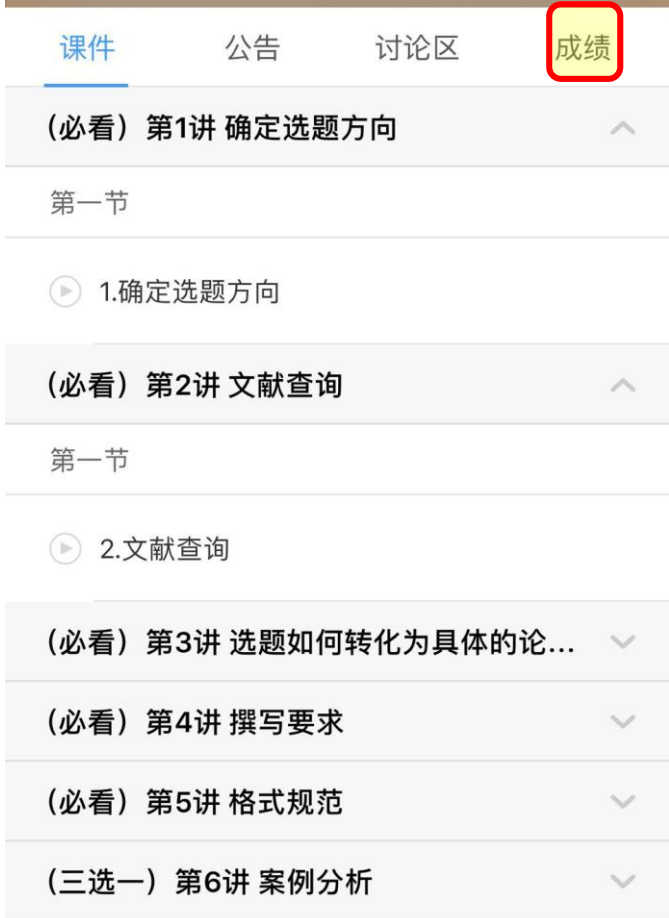 课件 公告 讨论区 成绩
（必看）第1讲 确定选题方向
第一节
1.确定选题方向
（必看）第2讲 文献查询
第一节
2.文献查询
（必看）第3讲 选题如何转化为具体的论...
（必看）第4讲 撰写要求
（必看）第5讲 格式规范
（三选一）第6讲 案例分析